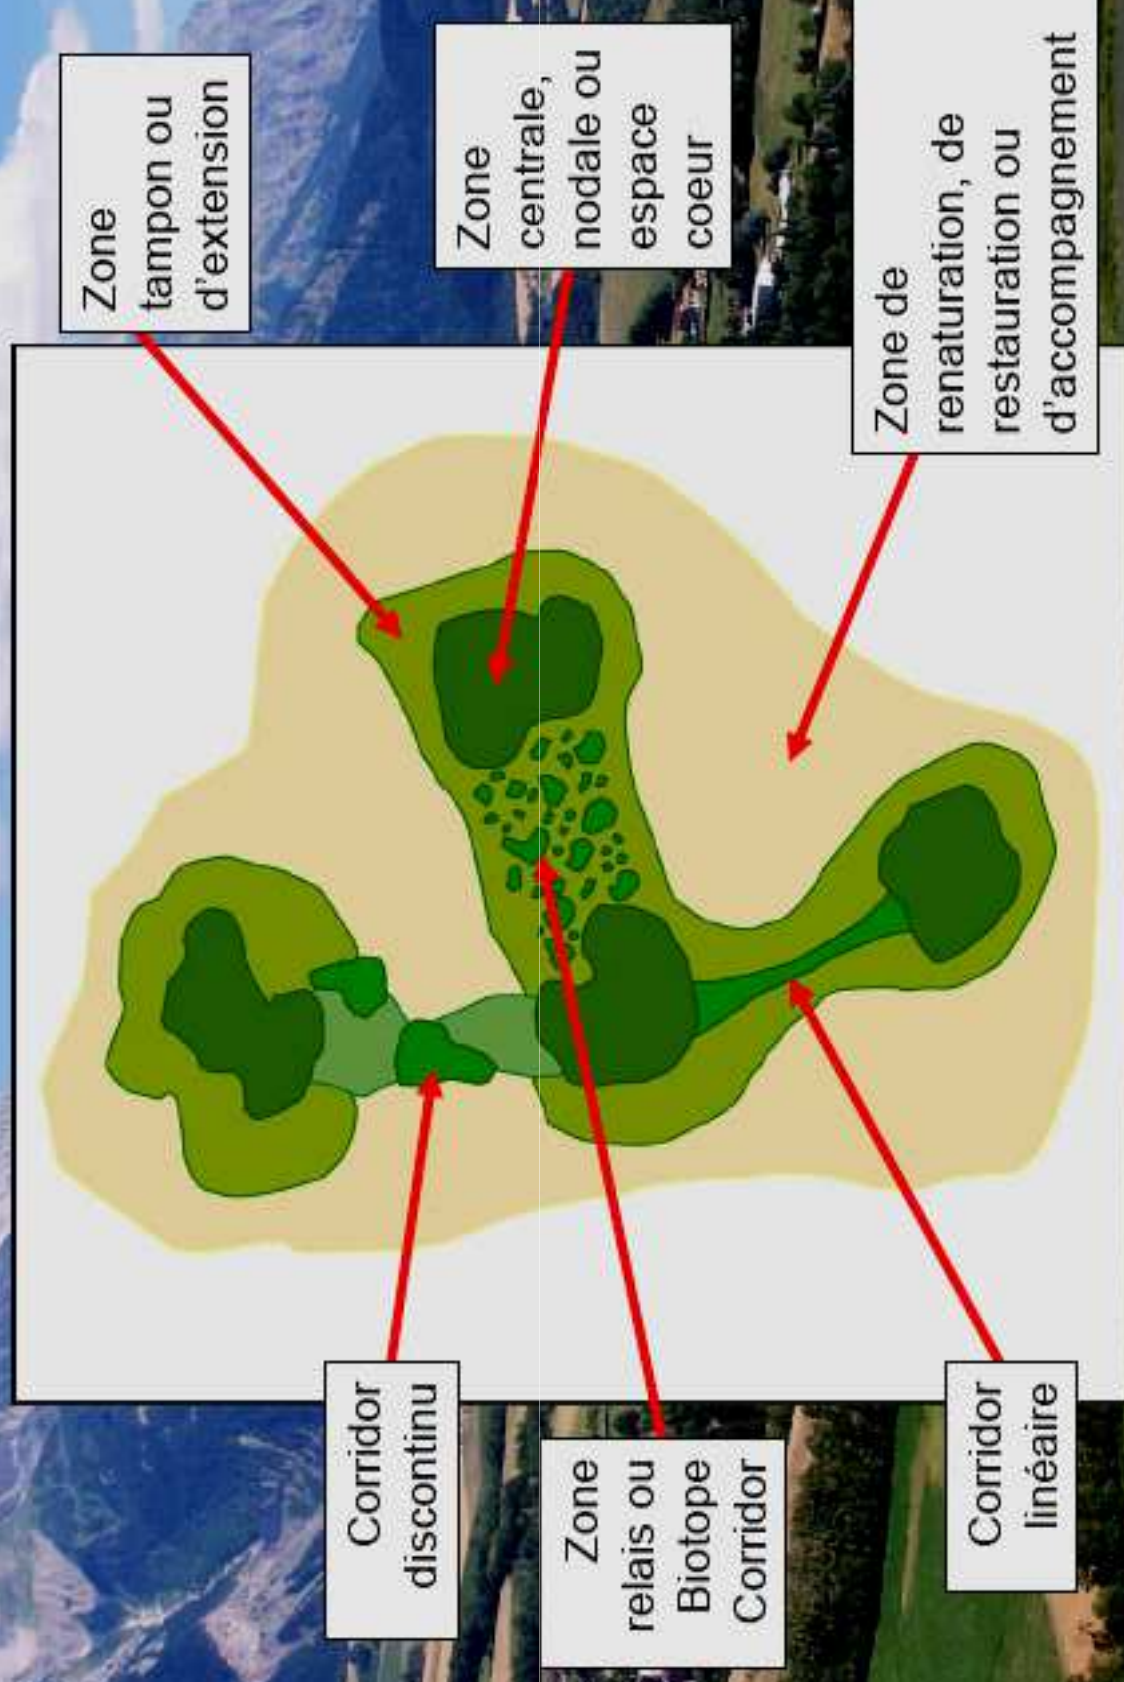 Corridor
discontinu
Zone
relais ou
Biotope
Corridor
Corridor
linéaire
Zone
tampon ou
d'extension
Zone
centrale,
nodale ou
espace
coeur
Zone de
renaturation, de
restauration ou
d'accompagnement